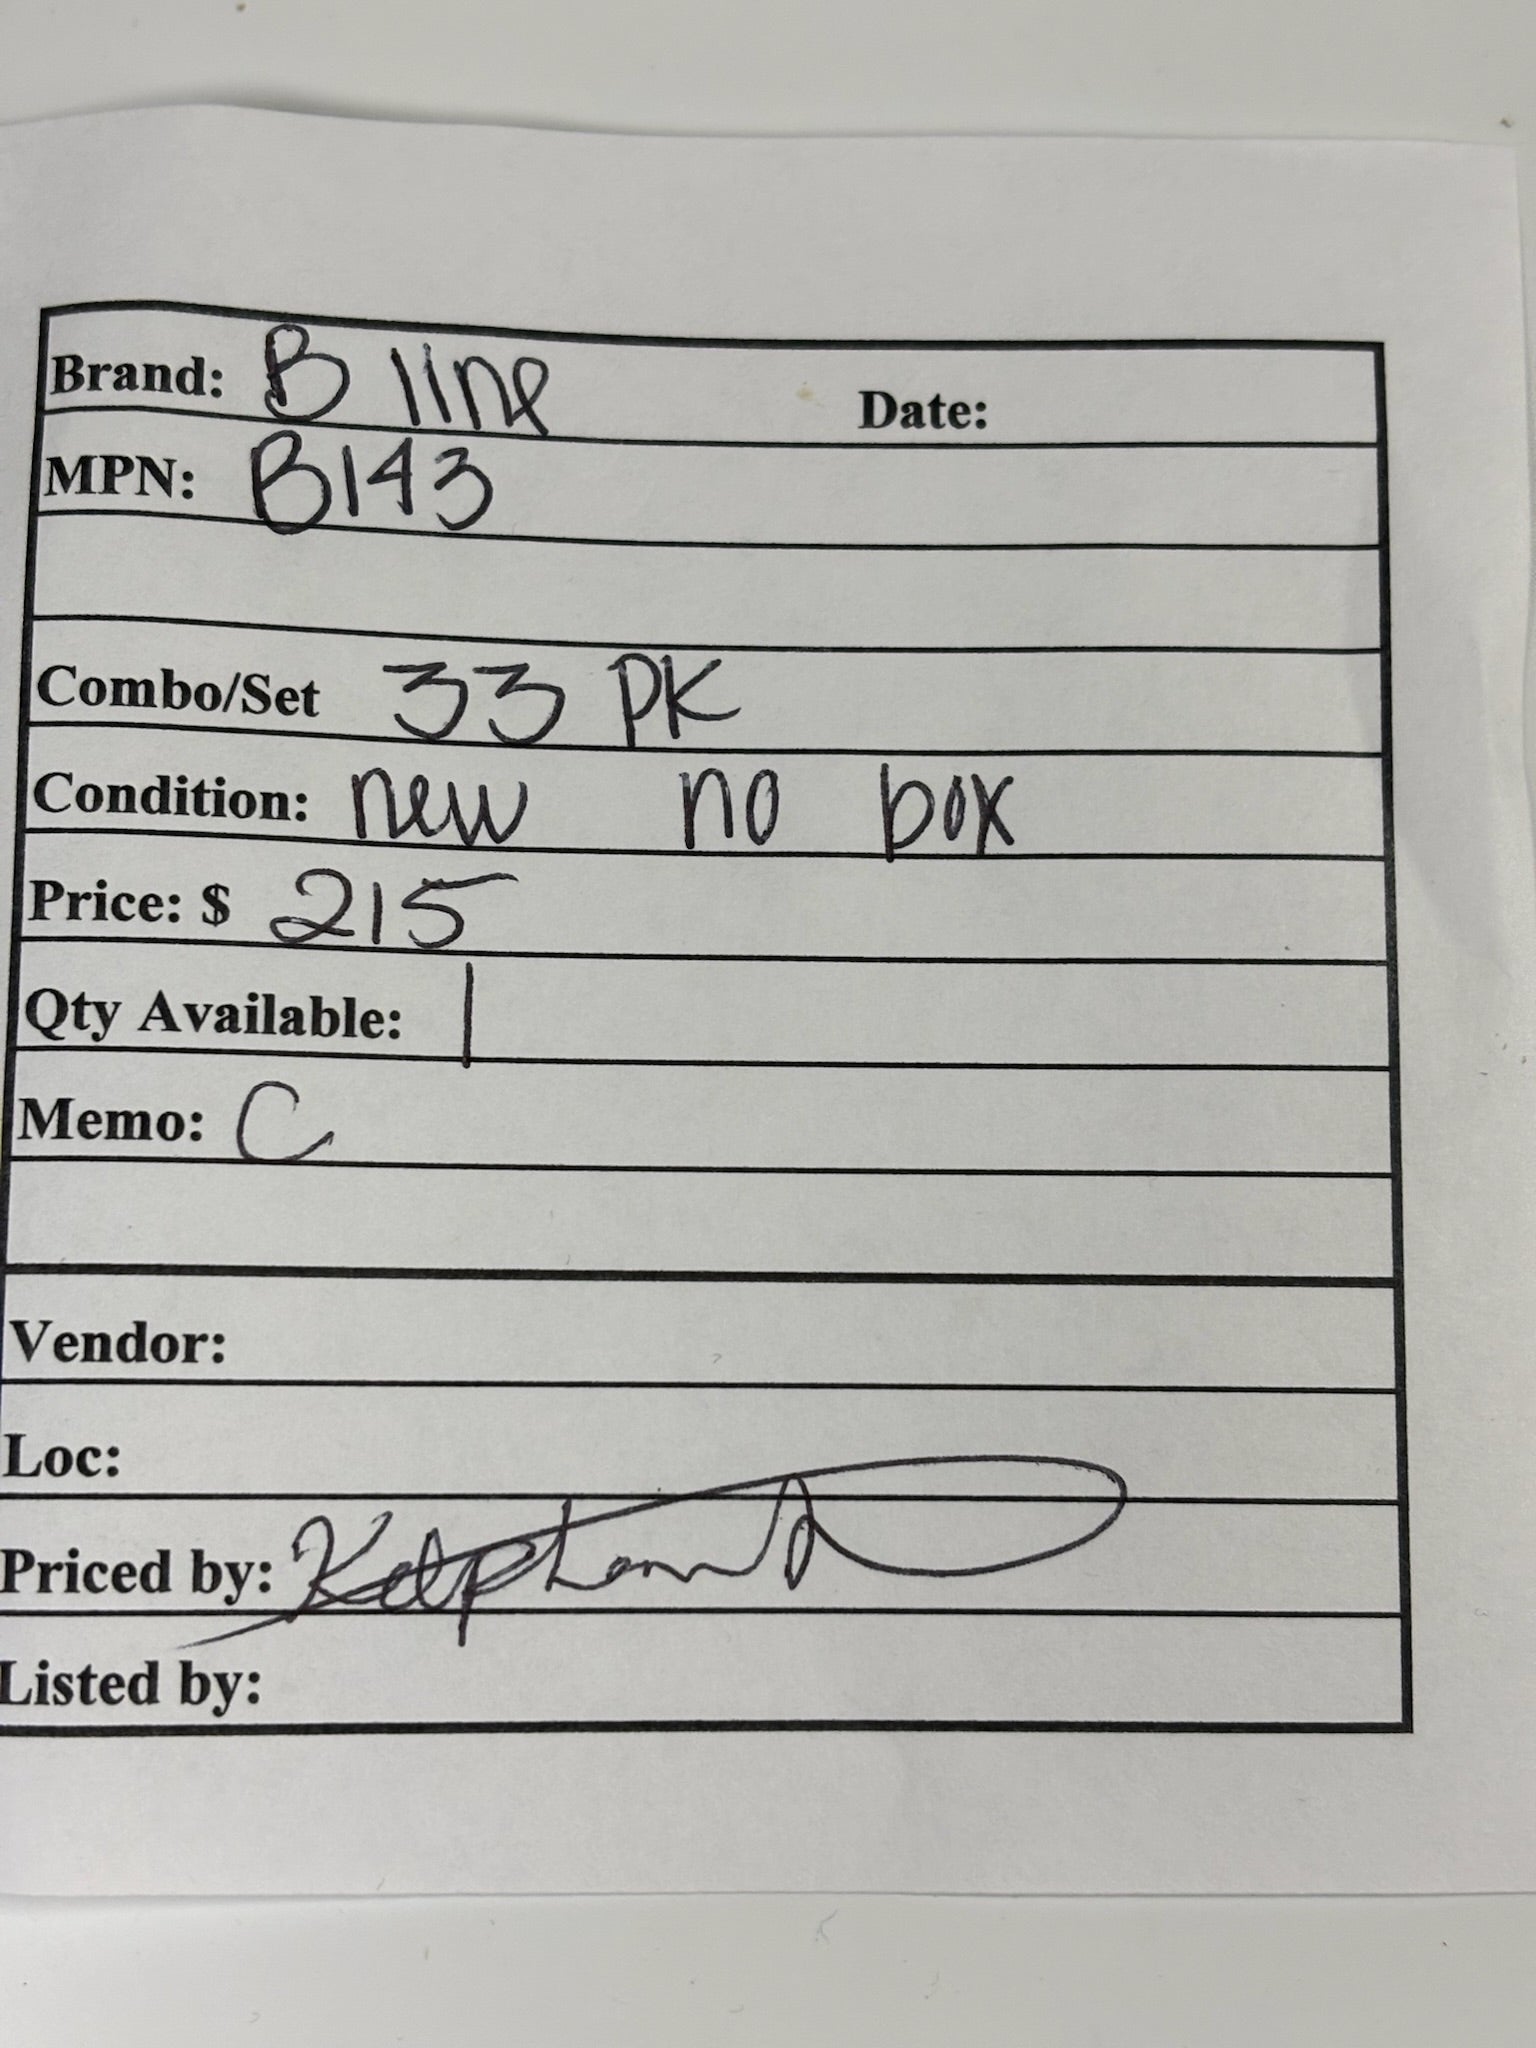 Brand: B line Date:
MPN: B143
Combo/Set 33 PK
Condition: new no box
Price: $ 215
Qty Available: 1
Memo: C
Vendor:
Loc:
Priced by:
Listed by: